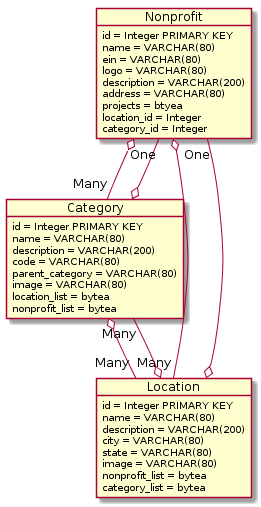 Nonprofit
id = Integer PRIMARY KEY
name = VARCHAR(80)
ein = VARCHAR(80)
logo = VARCHAR(80)
description = VARCHAR(200)
address = VARCHAR(80)
projects = btyea
location_id = Integer
category_id = Integer
One
One
Many
Category
id = Integer PRIMARY KEY
name = VARCHAR(80)
description = VARCHAR(200)
code = VARCHAR(80)
parent_category = VARCHAR(80)
image = VARCHAR(80)
location_list = bytea
nonprofit_list = bytea
Many
Many
Many
Location
id = Integer PRIMARY KEY
name = VARCHAR(80)
description = VARCHAR(200)
city = VARCHAR(80)
state = VARCHAR(80)
image = VARCHAR(80)
nonprofit_list = bytea
category_list = bytea